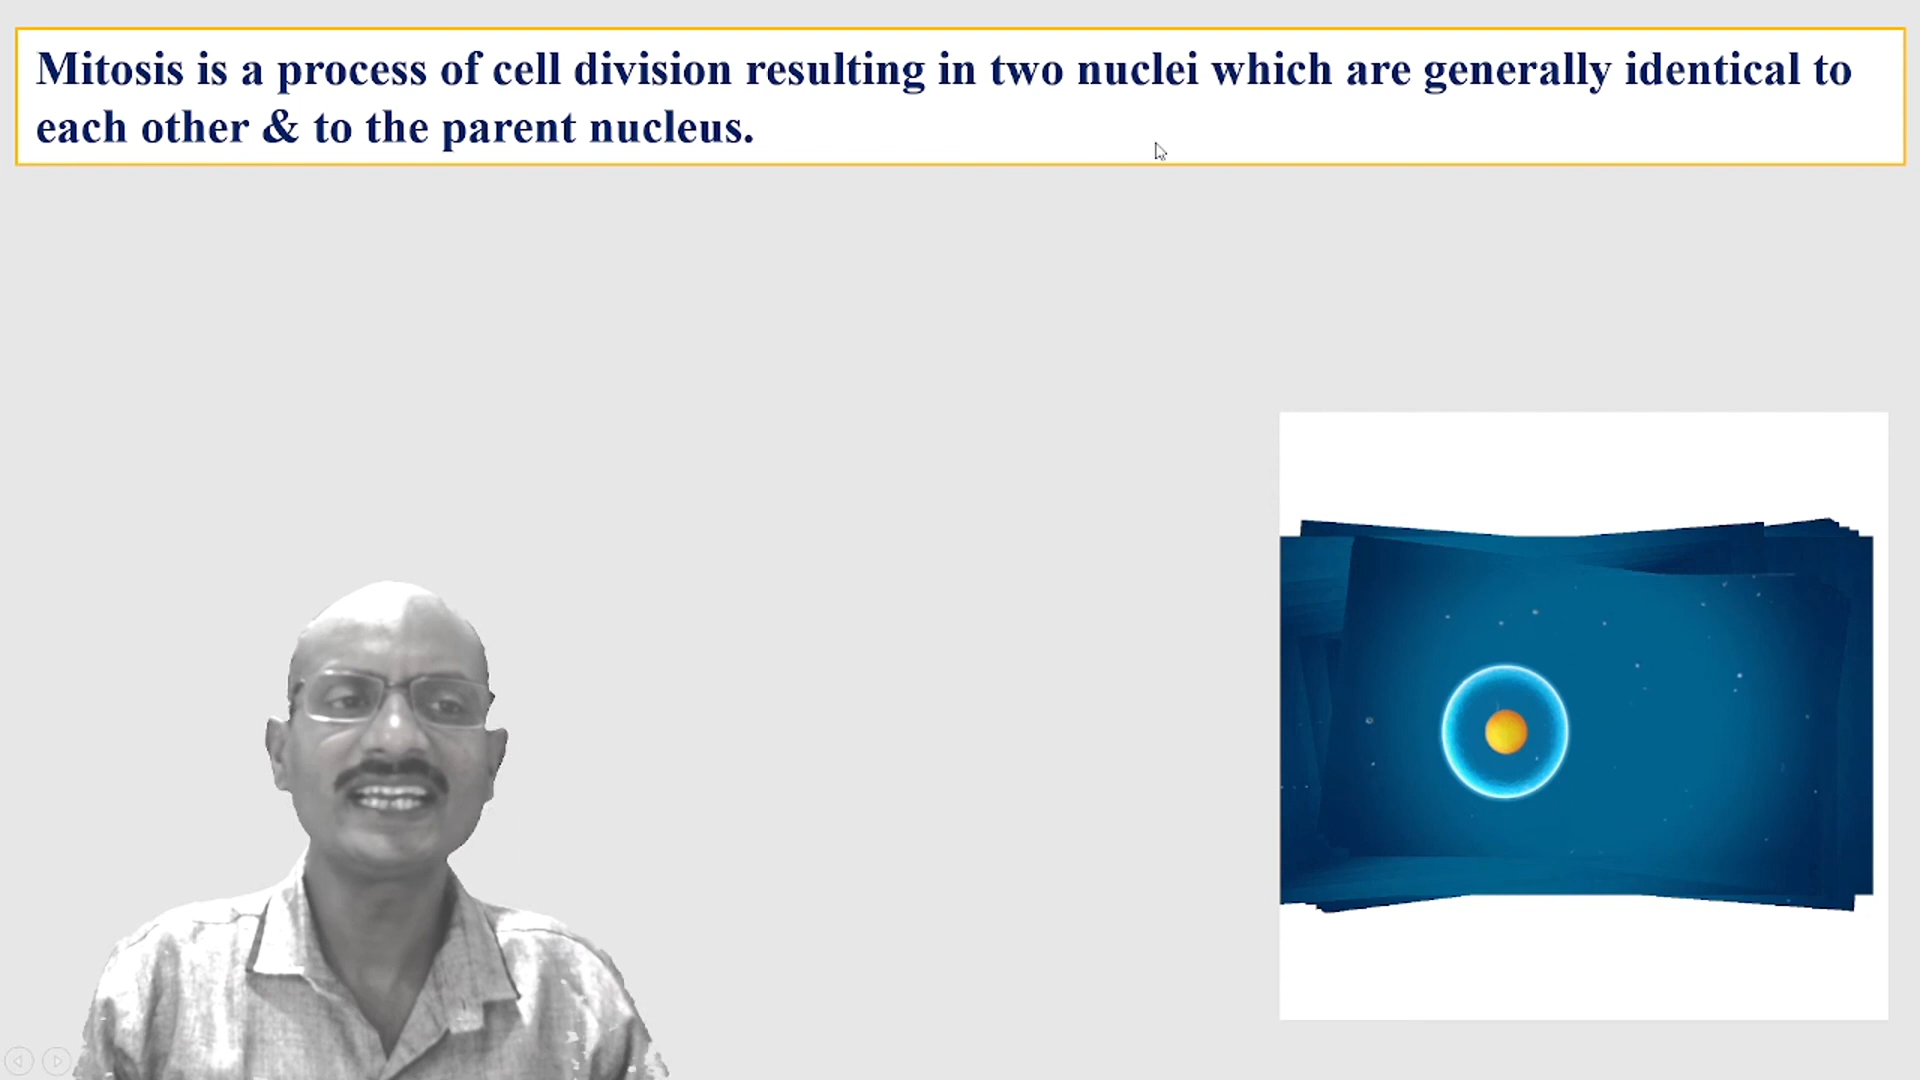 Mitosis is a process of cell division resulting in two nuclei which are generally identical to
each other & to the parent nucleus.